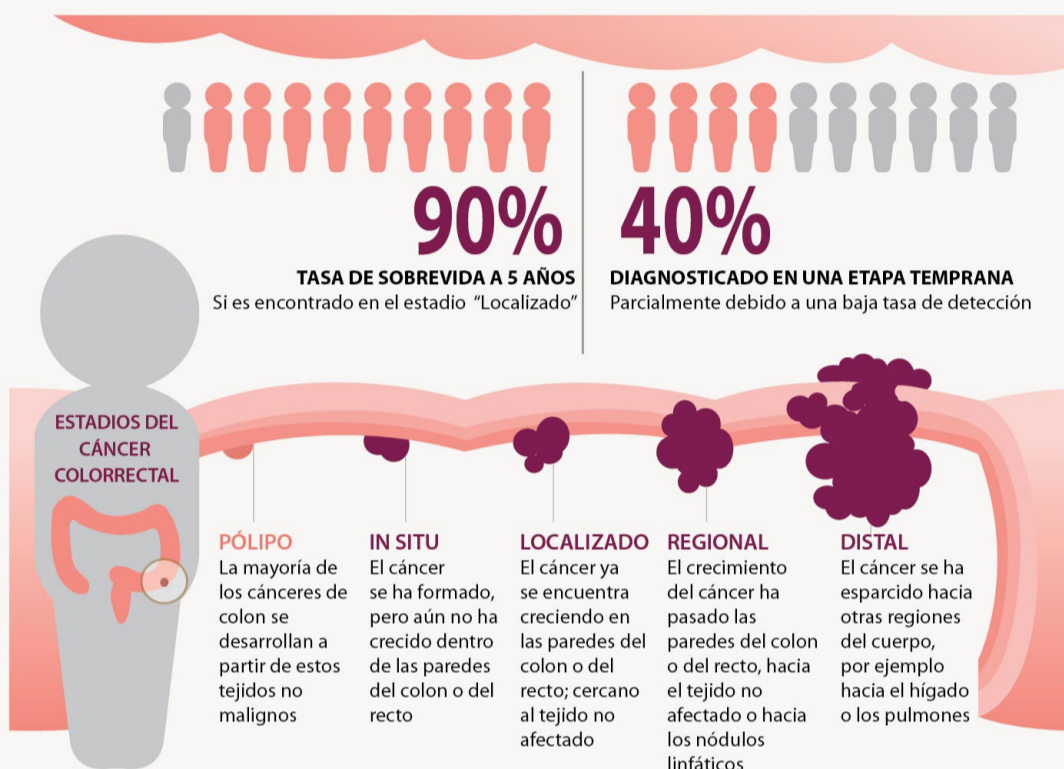 90%
TASA DE SOBREVIDA A 5 AÑOS
Si es encontrado en el estadio "Localizado"
40%
DIAGNOSTICADO EN UNA ETAPA TEMPRANA
Parcialmente debido a una baja tasa de detección
ESTADIOS DEL
CÁNCER
COLORRECTAL
PÓLIPO
La mayoría de
los cánceres de
colon se
desarrollan a
partir de estos
tejidos no
malignos
IN SITU
El cáncer
se ha formado,
pero aún no ha
crecido dentro
de las paredes
del colon o del
recto
LOCALIZADO
El cáncer ya
se encuentra
creciendo en
las paredes del
colon o del
recto; cercano
al tejido no
afectado
REGIONAL
El crecimiento
del cáncer ha
pasado las
paredes del colon
o del recto, hacia
el tejido no
afectado o hacia
los nódulos
linfáticos
DISTAL
El cáncer se ha
esparcido hacia
otras regiones
del cuerpo,
por ejemplo
hacia el hígado
o los pulmones